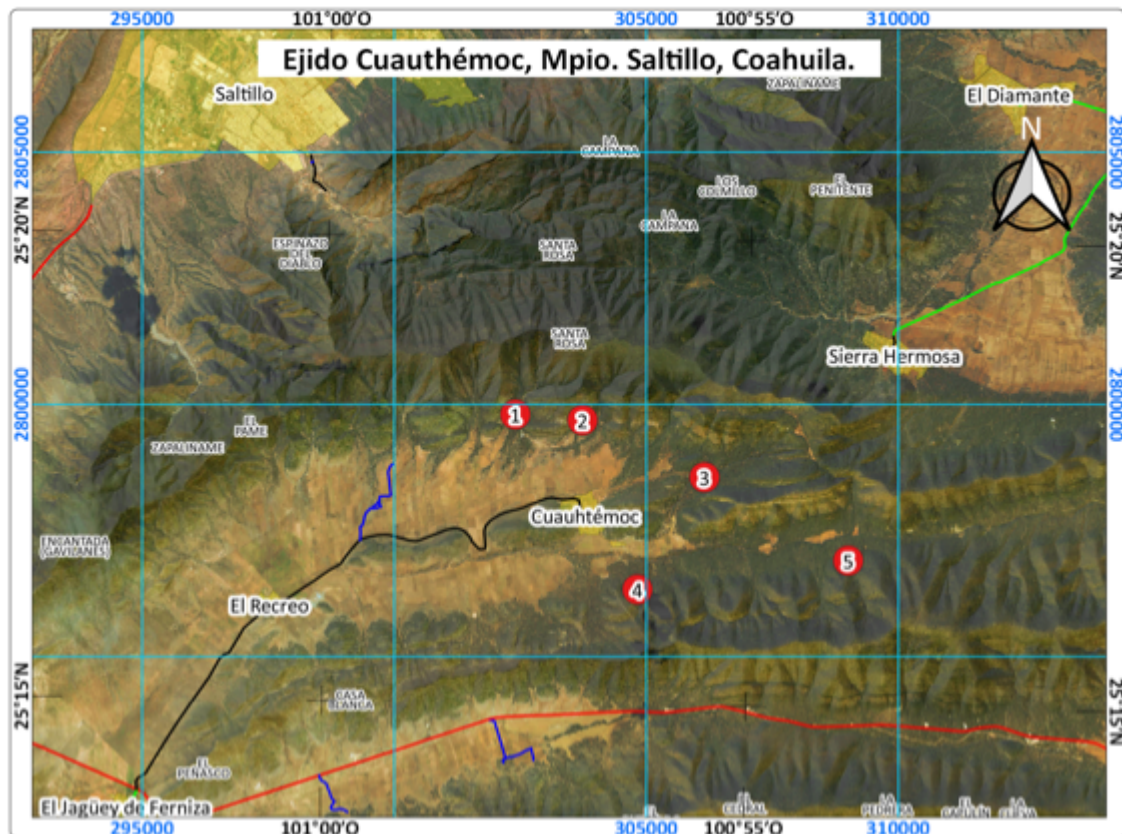 295000 101°00'O 305000 100°55'O 310000
Ejido Cuauthémoc, Mpio. Saltillo, Coahuila.
ZAPALINAME
Saltillo
El Diamante
N
2805000
2805000
LA
CAMPANA
LOS
COLMILLO
EL
PENITENTE
LA
CAMPANA
25°20'N
25°20'N
ESPINAZO
DEL
DIABLO
SANTA
ROSA
SANTA
ROSA
Sierra Hermosa
2800000
2800000
1
2
EL
PAME
ZAPALINAME
3
Cuauhtémoc
ENCANTADA
(GAVILANES)
5
4
El Recreo
25°15'N
25°15'N
CASA
BLANCA
EL
PEÑASCO
El Jagüey de Ferniza
EL
CEDRAL
LA
PEDRERA
EL
LA
295000 101°00'O 305000 100°55'O 310000